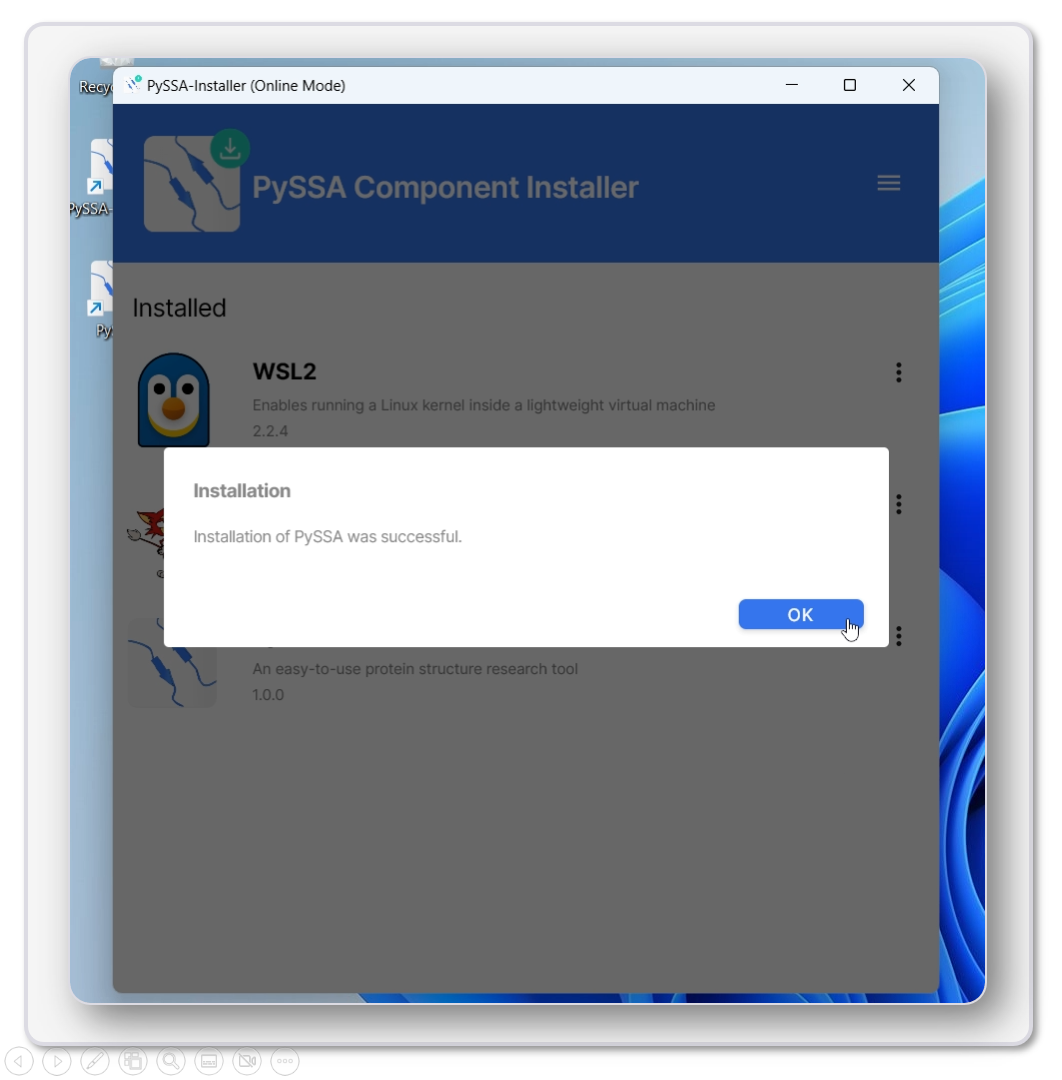 Recyc
PySSA-Installer (Online Mode)
PySSA Component Installer
PySSA-
Installed
Py
WSL2
Enables running a Linux kernel inside a lightweight virtual machine
2.2.4
Installation
Installation of PySSA was successful.
OK
An easy-to-use protein structure research tool
1.0.0